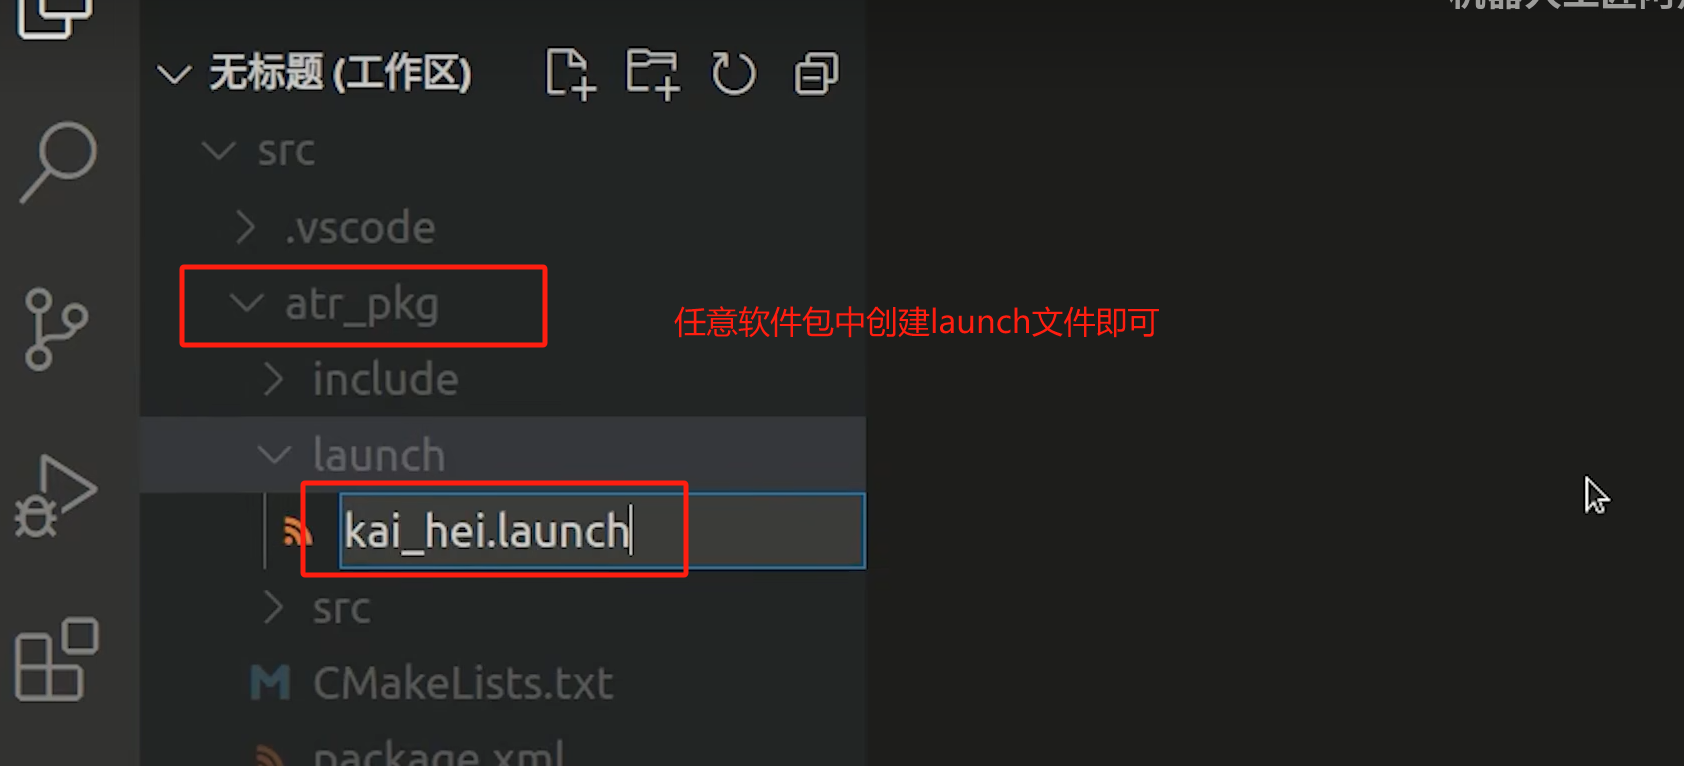 无标题 (工作区)
src
.vscode
atr_pkg
任意软件包中创建launch文件即可
include
launch
kai_hei.launch
src
CMakeLists.txt
package.xml